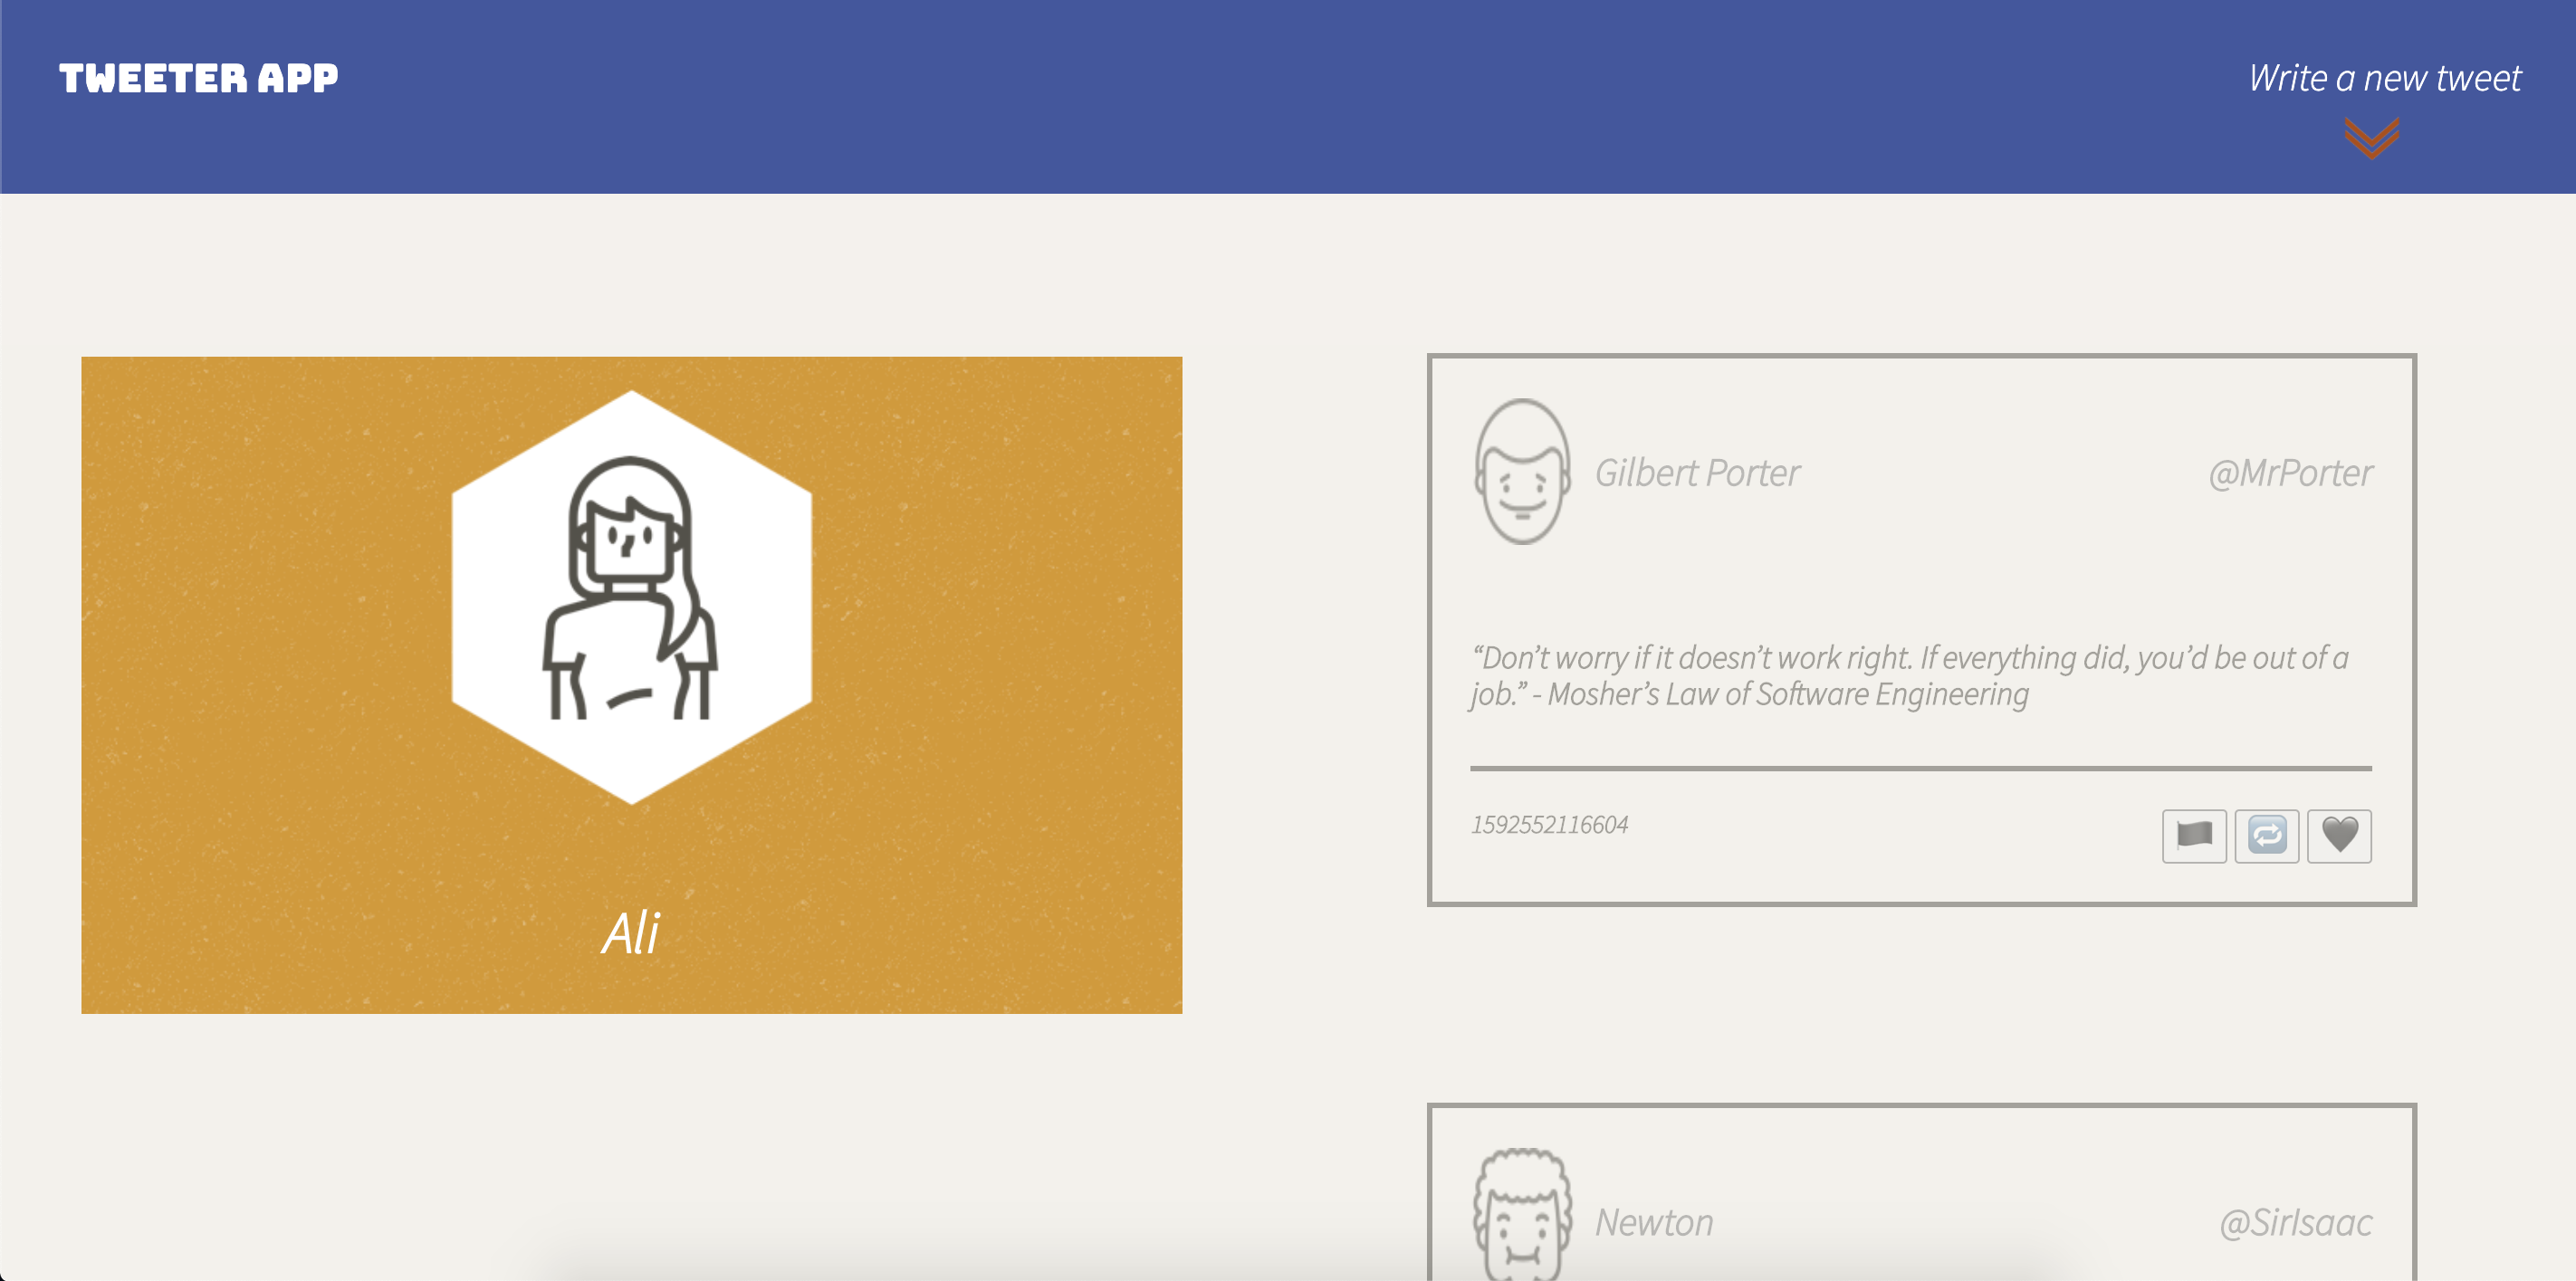 TWEETER APP
Write a new tweet
Ali
Gilbert Porter
@MrPorter
“Don’t worry if it doesn’t work right. If everything did, you’d be out of a
job.” - Mosher’s Law of Software Engineering
1592552116604
Newton
@SirIsaac